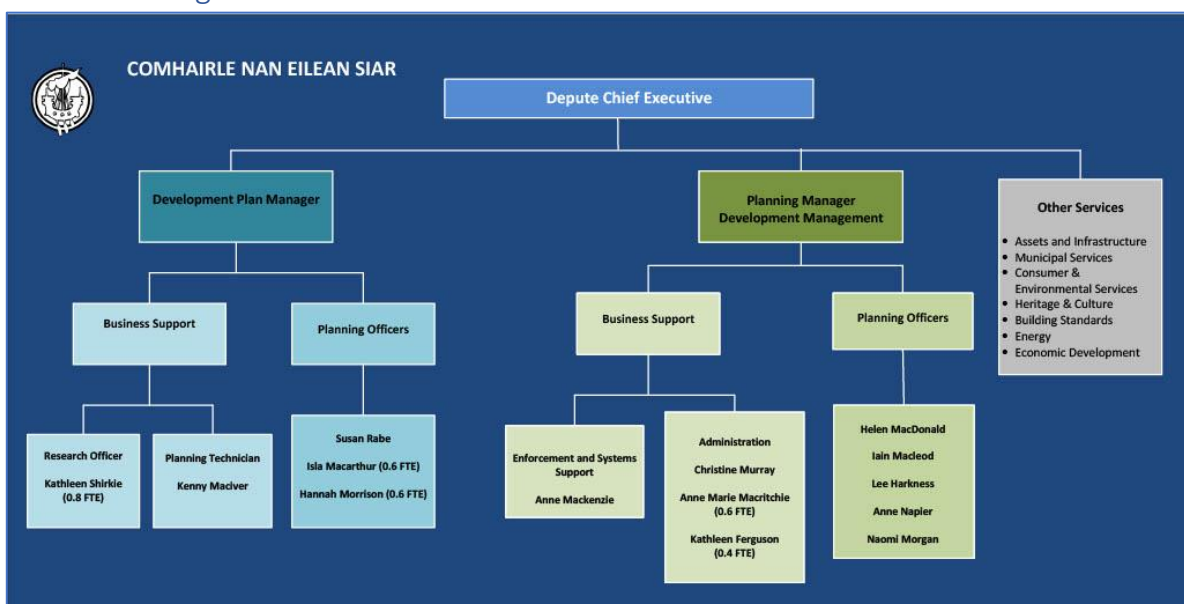 COMHAIRLE NAN EILEAN SIAR
Depute Chief Executive
Development Plan Manager
Planning Manager
Development Management
Other Services
• Assets and Infrastructure
• Municipal Services
• Consumer &
Environmental Services
• Heritage & Culture
• Building Standards
• Energy
• Economic Development
Business Support
Planning Officers
Business Support
Planning Officers
Research Officer
Kathleen Shirkie
(0.8 FTE)
Planning Technician
Kenny MacIver
Susan Rabe
Isla Macarthur (0.6 FTE)
Hannah Morrison (0.6 FTE)
Enforcement and Systems
Support
Anne Mackenzie
Administration
Christine Murray
Anne Marie Macritchie
(0.6 FTE)
Kathleen Ferguson
(0.4 FTE)
Helen MacDonald
Iain Macleod
Lee Harkness
Anne Napier
Naomi Morgan